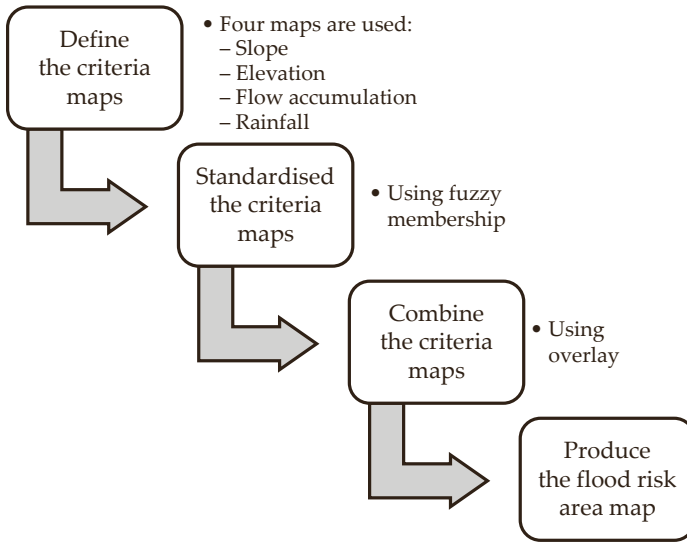 Define
the criteria
maps
• Four maps are used:
– Slope
– Elevation
– Flow accumulation
– Rainfall
Standardised
the criteria
maps
• Using fuzzy
membership
Combine
the criteria
maps
• Using
overlay
Produce
the flood risk
area map